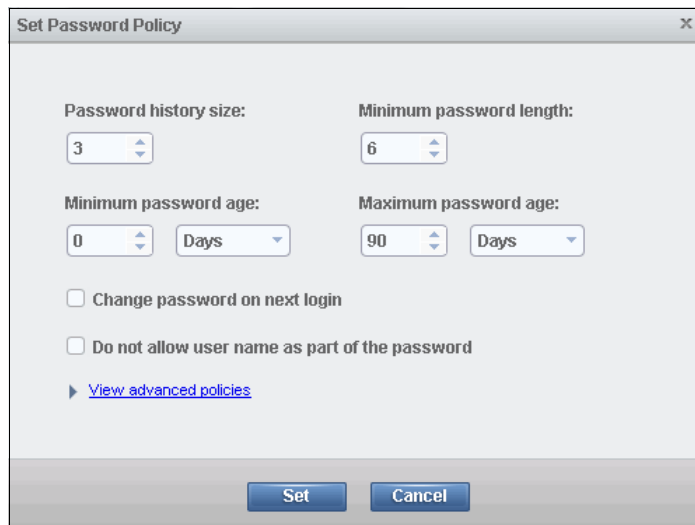 Set Password Policy x
Password history size: Minimum password length:
3 6
Minimum password age: Maximum password age:
0 Days 90 Days
Change password on next login
Do not allow user name as part of the password
View advanced policies
Set Cancel